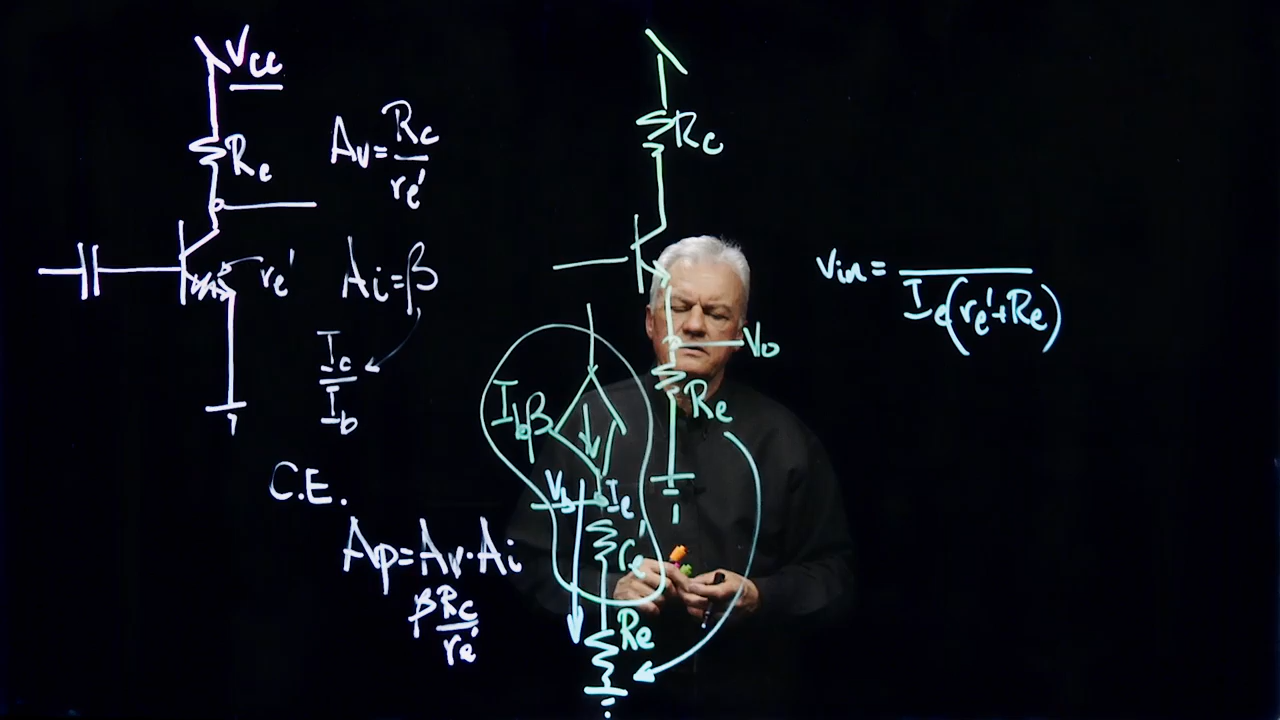 Vcc
Rc
Av = Rc / re'
re'
Ai = β
Ic / Ib
C.E.
Ap = Av · Ai
β Rc / re'
Rc
Vo
Re
Ibβ
Vb
Ie
re'
Re
Vin = / Ie(re' + Re)